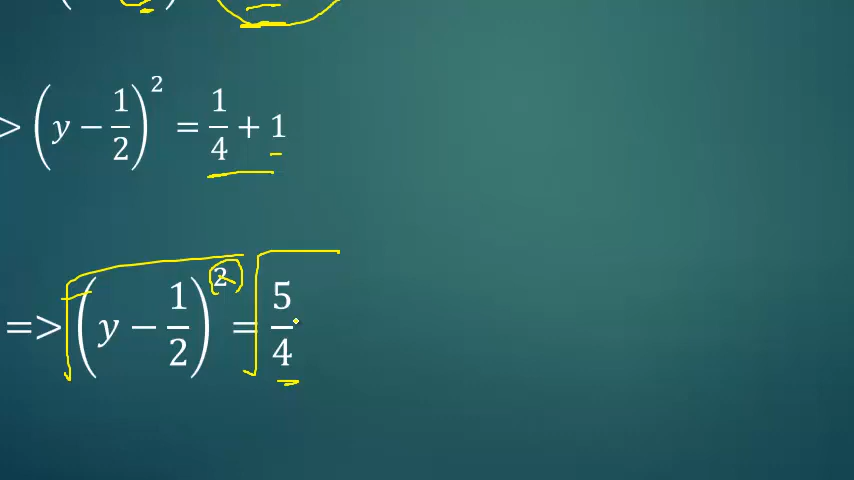 > (y − 1/2)² = 1/4 + 1
=> (y − 1/2)² = 5/4